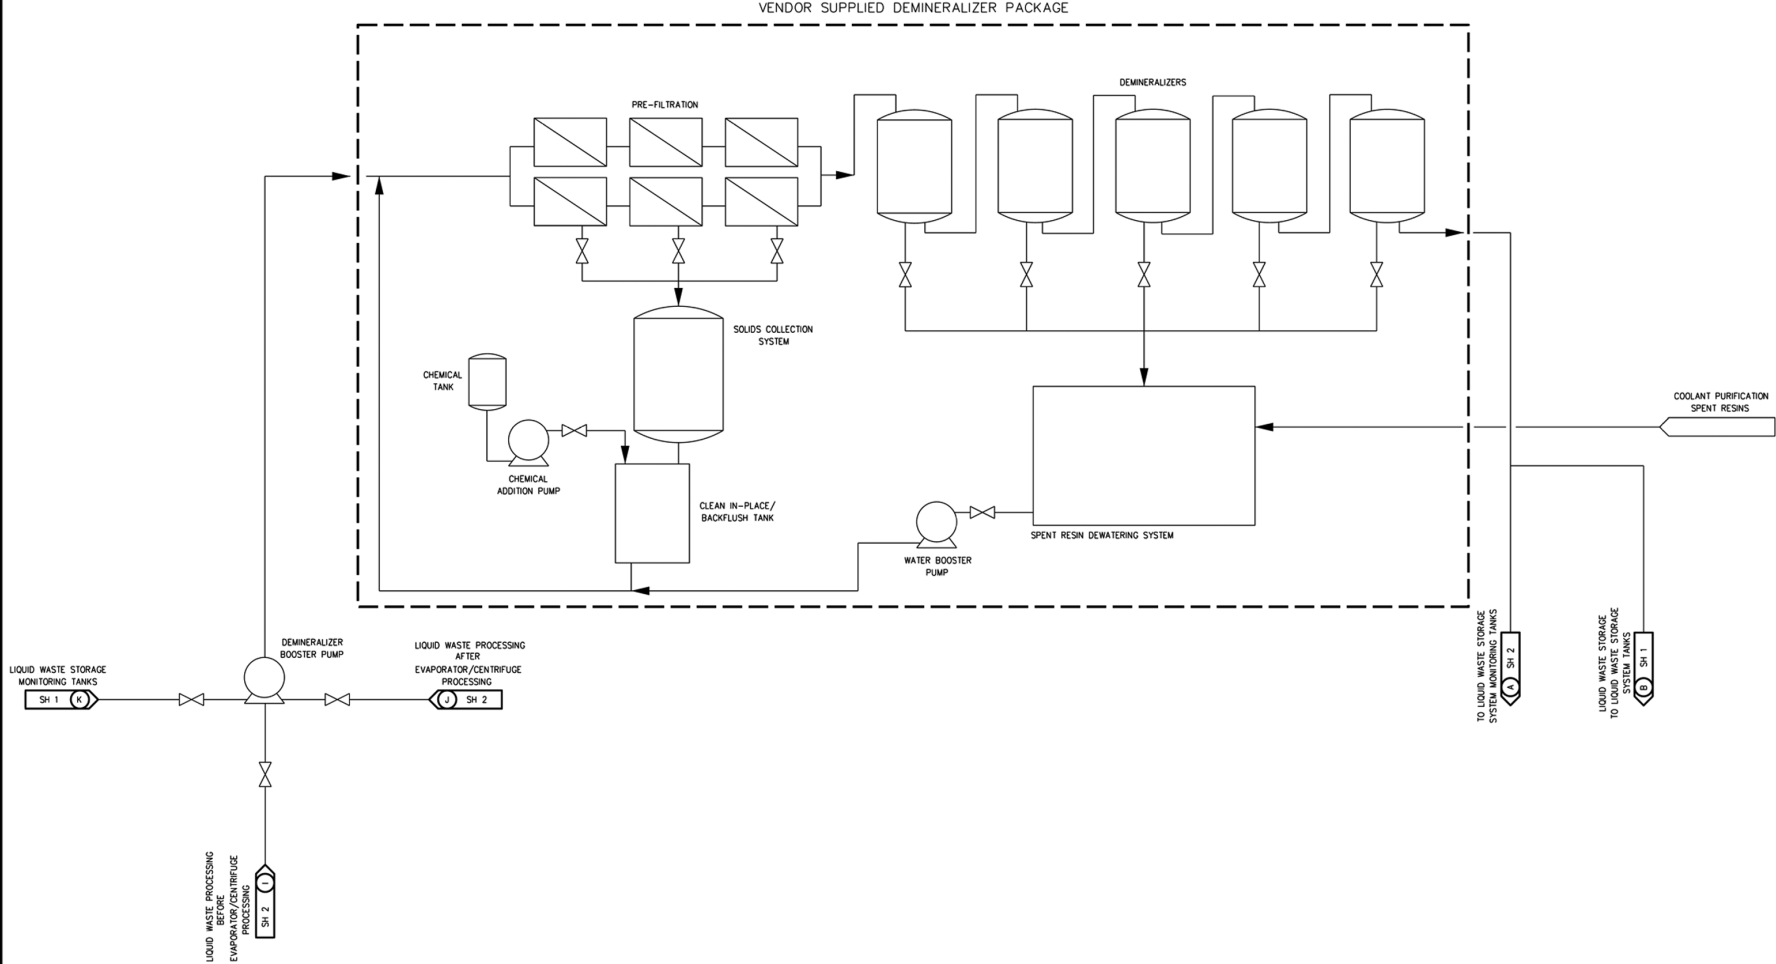 VENDOR SUPPLIED DEMINERALIZER PACKAGE
DEMINERALIZERS
PRE-FILTRATION
SOLIDS COLLECTION
SYSTEM
CHEMICAL
TANK
CHEMICAL
ADDITION PUMP
CLEAN IN-PLACE/
BACKFLUSH TANK
WATER BOOSTER
PUMP
SPENT RESIN DEWATERING SYSTEM
COOLANT PURIFICATION
SPENT RESINS
DEMINERALIZER
BOOSTER PUMP
LIQUID WASTE STORAGE
MONITORING TANKS
SH 1 K
LIQUID WASTE PROCESSING
AFTER
EVAPORATOR/CENTRIFUGE
PROCESSING
J SH 2
LIQUID WASTE PROCESSING
BEFORE
EVAPORATOR/CENTRIFUGE
PROCESSING
SH 2 I
TO LIQUID WASTE STORAGE
SYSTEM MONITORING TANKS
A SH 2
LIQUID WASTE STORAGE
TO LIQUID WASTE STORAGE
SYSTEM TANKS
B SH 1